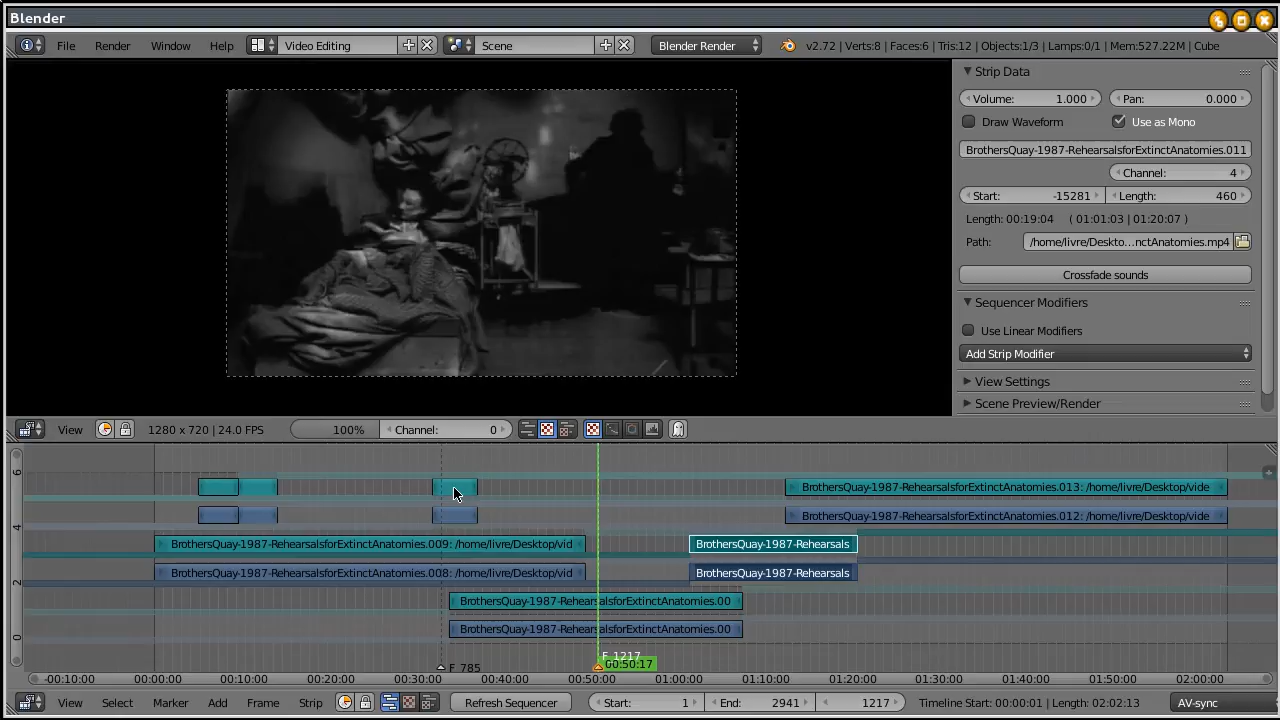 Blender
File Render Window Help Video Editing Scene Blender Render v2.72 | Verts:8 | Faces:6 | Tris:12 | Objects:1/3 | Lamps:0/1 | Mem:527.22M | Cube
Strip Data
Volume: 1.000 Pan: 0.000
Draw Waveform Use as Mono
BrothersQuay-1987-RehearsalsforExtinctAnatomies.011
Channel: 4
Start: -15281 Length: 460
Length: 00:19:04 ( 01:01:03 | 01:20:07 )
Path: /home/livre/Deskto...nctAnatomies.mp4
Crossfade sounds
Sequencer Modifiers
Use Linear Modifiers
Add Strip Modifier
View Settings
Scene Preview/Render
View 1280 x 720 | 24.0 FPS 100% Channel: 0
6
BrothersQuay-1987-RehearsalsforExtinctAnatomies.013: /home/livre/Desktop/vide
4 BrothersQuay-1987-RehearsalsforExtinctAnatomies.012: /home/livre/Desktop/vide
BrothersQuay-1987-RehearsalsforExtinctAnatomies.009: /home/livre/Desktop/vid BrothersQuay-1987-Rehearsals
2 BrothersQuay-1987-RehearsalsforExtinctAnatomies.008: /home/livre/Desktop/vid BrothersQuay-1987-Rehearsals
BrothersQuay-1987-RehearsalsforExtinctAnatomies.00
0 BrothersQuay-1987-RehearsalsforExtinctAnatomies.00
F 1217
F 785 00:50:17
-00:10:00 00:00:00 00:10:00 00:20:00 00:30:00 00:40:00 00:50:00 01:00:00 01:10:00 01:20:00 01:30:00 01:40:00 01:50:00 02:00:00
View Select Marker Add Frame Strip Refresh Sequencer Start: 1 End: 2941 1217 Timeline Start: 00:00:01 | Length: 02:02:13 AV-sync